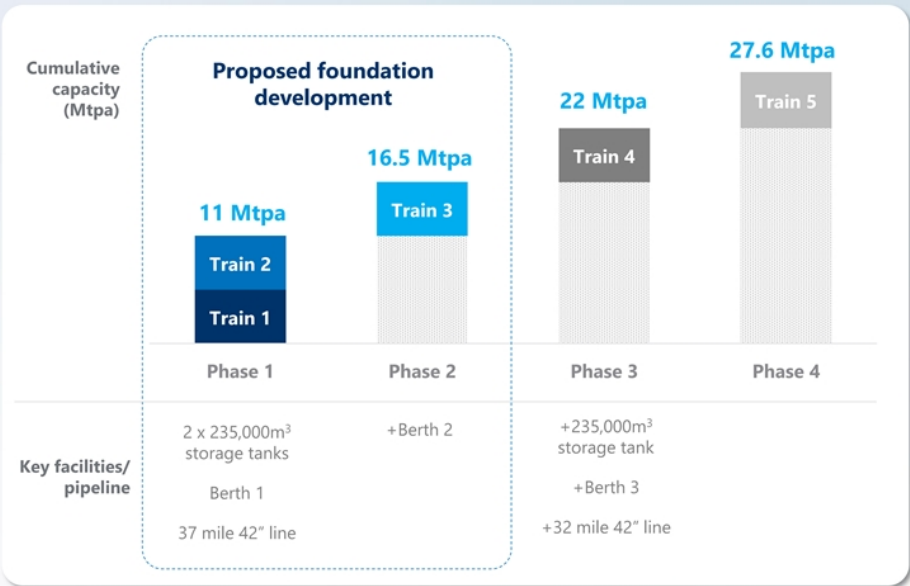 Cumulative
capacity
(Mtpa)
Proposed foundation
development
11 Mtpa
Train 2
Train 1
Phase 1
16.5 Mtpa
Train 3
Phase 2
22 Mtpa
Train 4
Phase 3
27.6 Mtpa
Train 5
Phase 4
Key facilities/
pipeline
2 x 235,000m³
storage tanks
Berth 1
37 mile 42” line
+Berth 2
+235,000m³
storage tank
+Berth 3
+32 mile 42” line